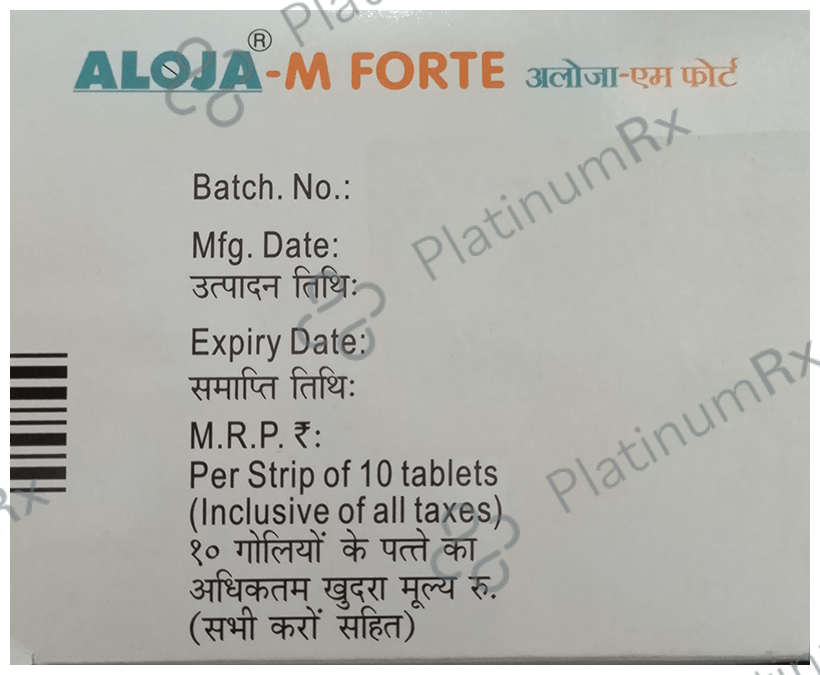 ALOJA®-M FORTE अलोजा-एम फोर्ट
Batch. No.:
Mfg. Date:
उत्पादन तिथिः
Expiry Date:
समाप्ति तिथिः
M.R.P. ₹:
Per Strip of 10 tablets
(Inclusive of all taxes)
१० गोलियों के पत्ते का
अधिकतम खुदरा मूल्य रु.
(सभी करों सहित)
PlatinumRx
PlatinumRx